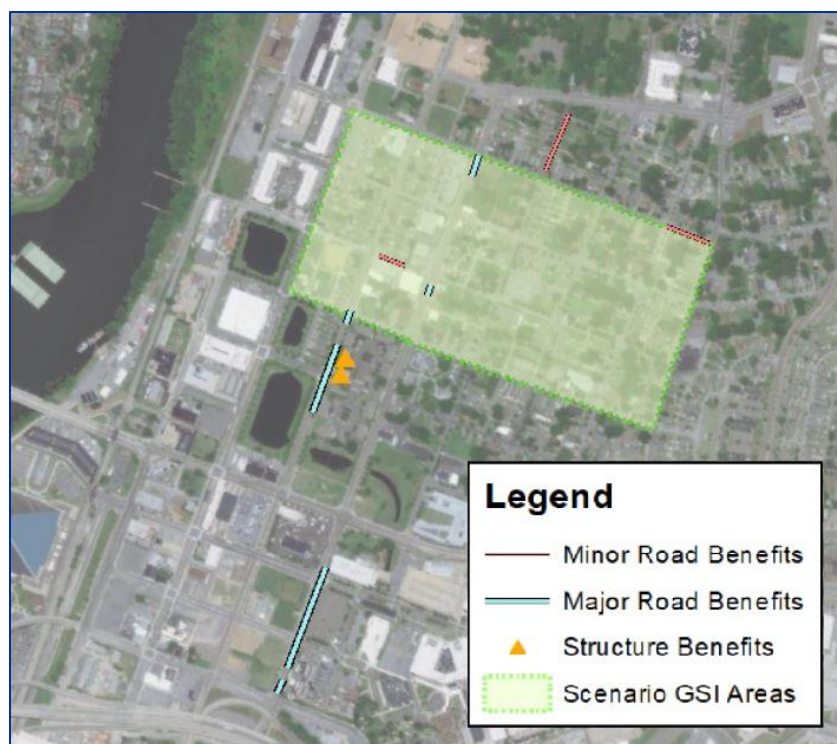 Legend
Minor Road Benefits
Major Road Benefits
Structure Benefits
Scenario GSI Areas